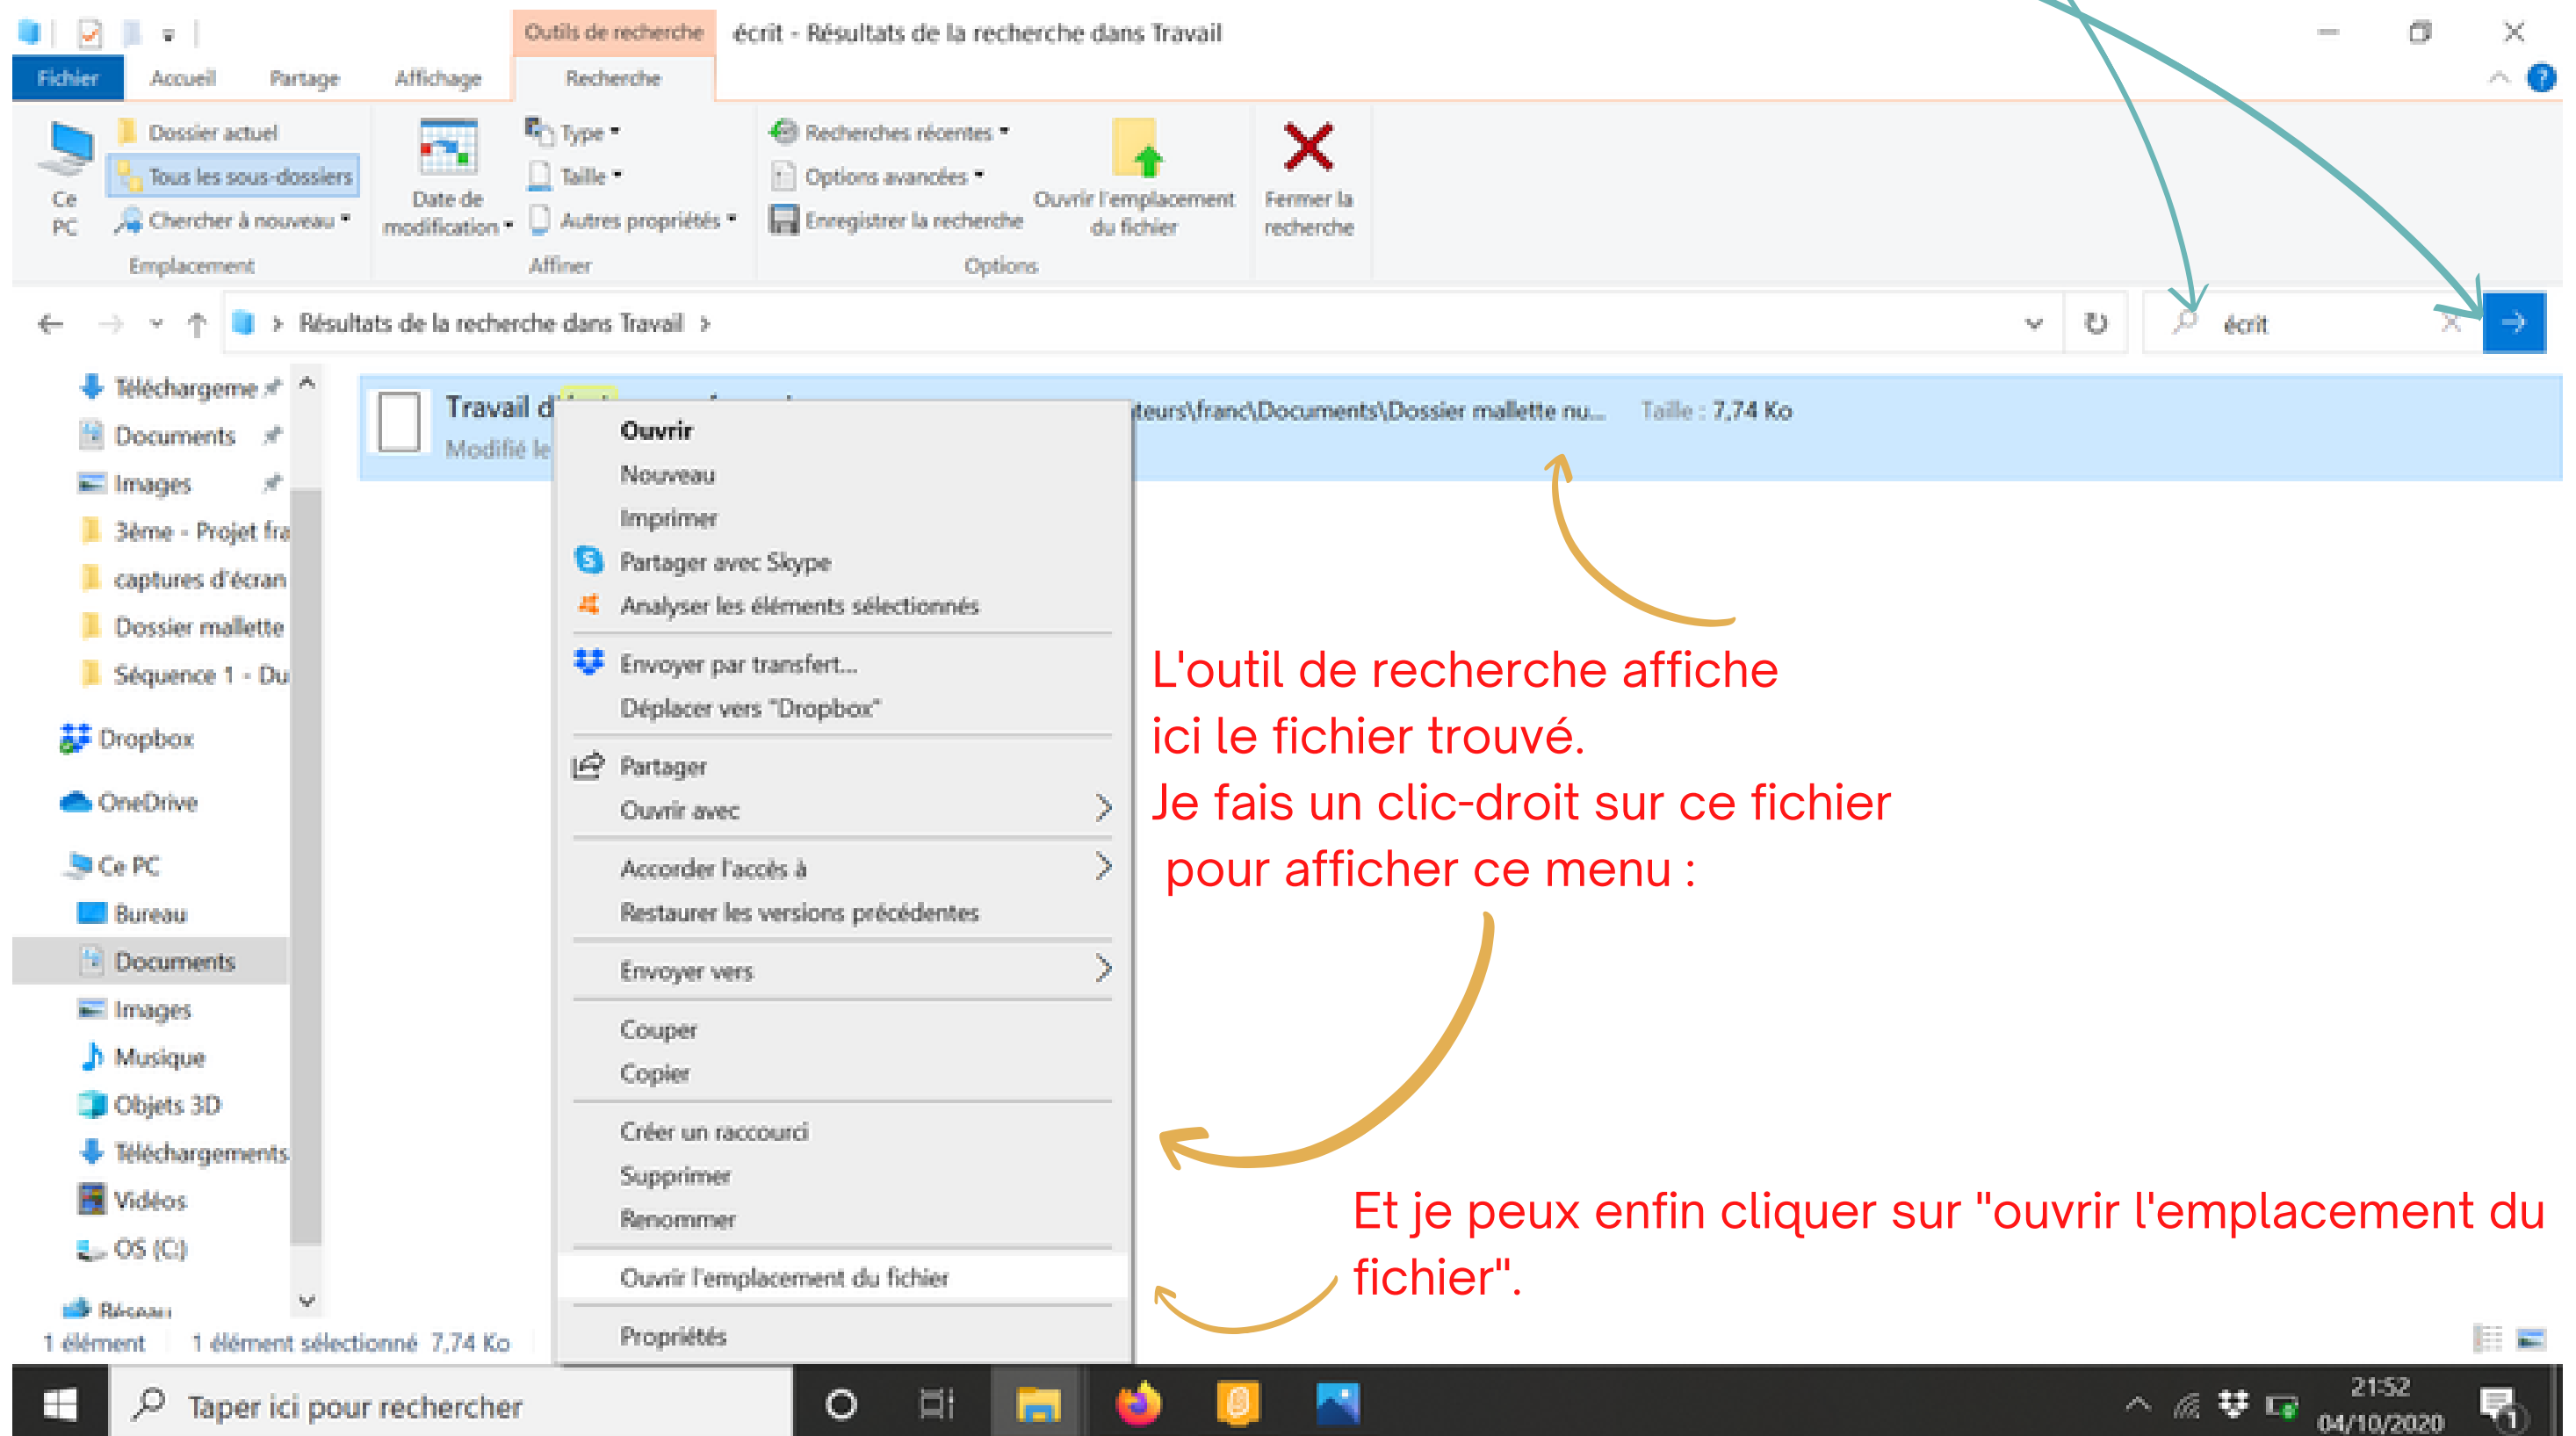 Outils de recherche écrit - Résultats de la recherche dans Travail
Fichier Accueil Partage Affichage Recherche
Ce PC
Dossier actuel
Tous les sous-dossiers
Chercher à nouveau
Emplacement
Date de modification
Type
Taille
Autres propriétés
Affiner
Recherches récentes
Options avancées
Enregistrer la recherche
Ouvrir l'emplacement du fichier
Options
Fermer la recherche
Résultats de la recherche dans Travail
écrit
Téléchargeme
Documents
Images
3ème - Projet fra
captures d'écran
Dossier mallette
Séquence 1 - Du
Dropbox
OneDrive
Ce PC
Bureau
Documents
Images
Musique
Objets 3D
Téléchargements
Vidéos
OS (C:)
Réseau
1 élément 1 élément sélectionné 7,74 Ko
Travail d
Modifié le
teurs\franc\Documents\Dossier mallette nu... Taille : 7,74 Ko
Ouvrir
Nouveau
Imprimer
Partager avec Skype
Analyser les éléments sélectionnés
Envoyer par transfert...
Déplacer vers "Dropbox"
Partager
Ouvrir avec
Accorder l'accès à
Restaurer les versions précédentes
Envoyer vers
Couper
Copier
Créer un raccourci
Supprimer
Renommer
Ouvrir l'emplacement du fichier
Propriétés
L'outil de recherche affiche
ici le fichier trouvé.
Je fais un clic-droit sur ce fichier
pour afficher ce menu :
Et je peux enfin cliquer sur "ouvrir l'emplacement du
fichier".
Taper ici pour rechercher
21:52
04/10/2020
1